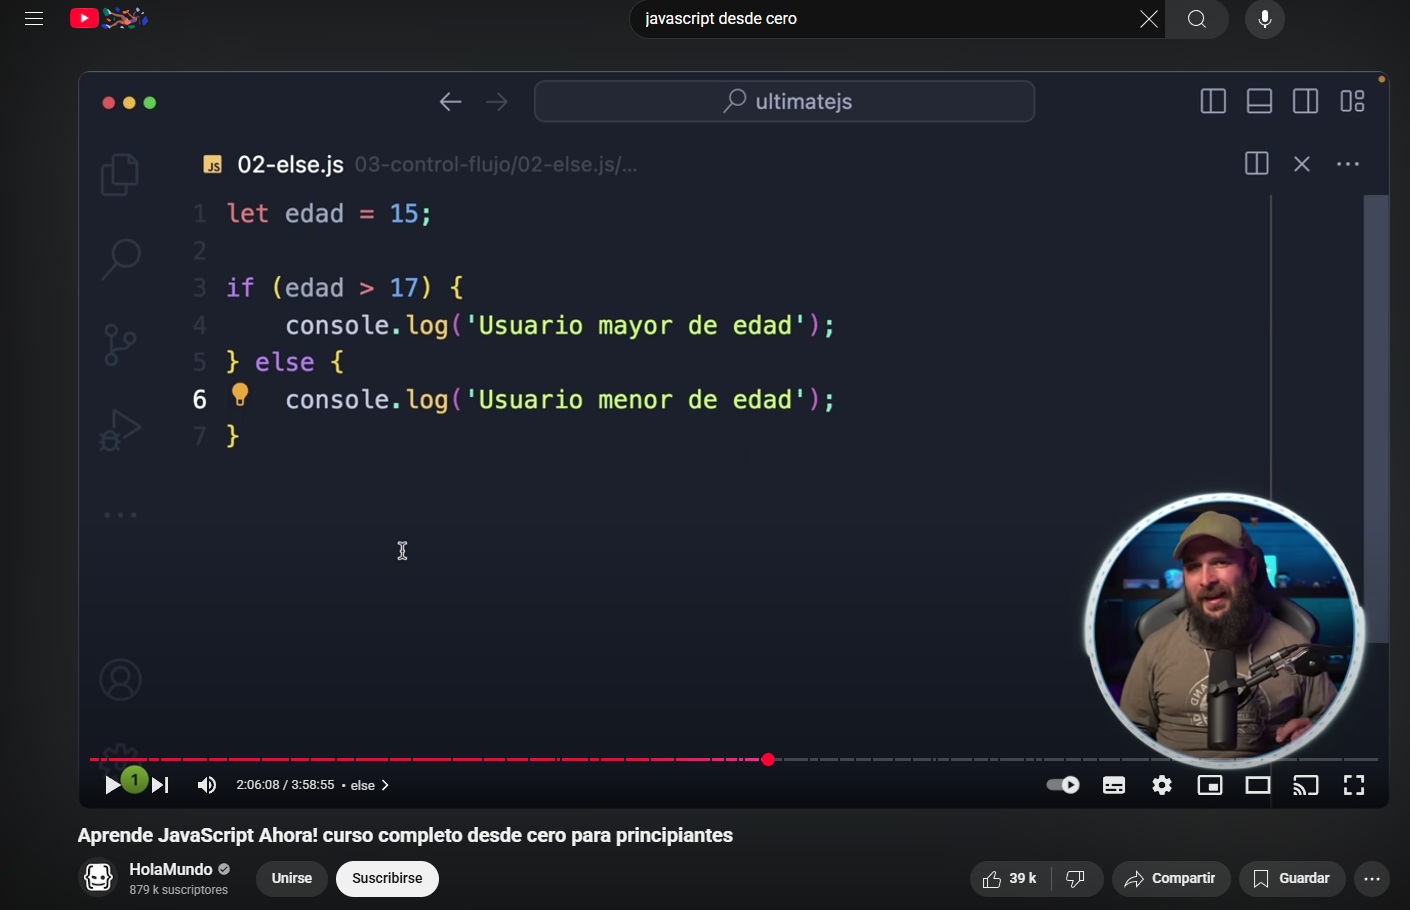 javascript desde cero
ultimatejs
JS 02-else.js 03-control-flujo/02-else.js/...
1 let edad = 15;
2
3 if (edad > 17) {
4 console.log('Usuario mayor de edad');
5 } else {
6 console.log('Usuario menor de edad');
7 }
1 2:06:08 / 3:58:55 • else >
Aprende JavaScript Ahora! curso completo desde cero para principiantes
HolaMundo
879 k suscriptores
Unirse
Suscribirse
39 k
Compartir
Guardar